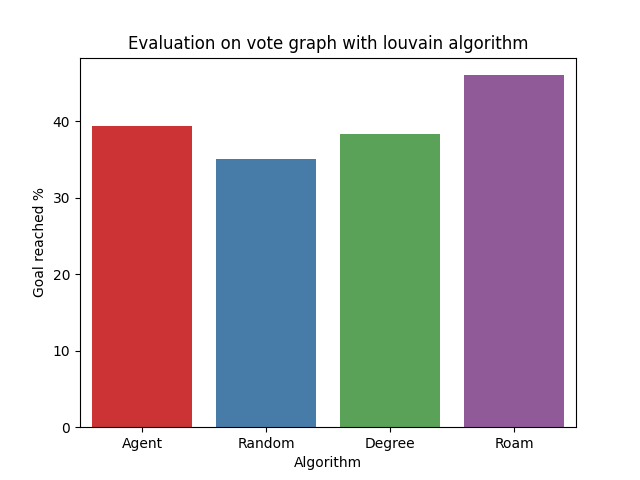 Evaluation on vote graph with louvain algorithm
Goal reached %
40
30
20
10
0
Agent
Random
Degree
Roam
Algorithm